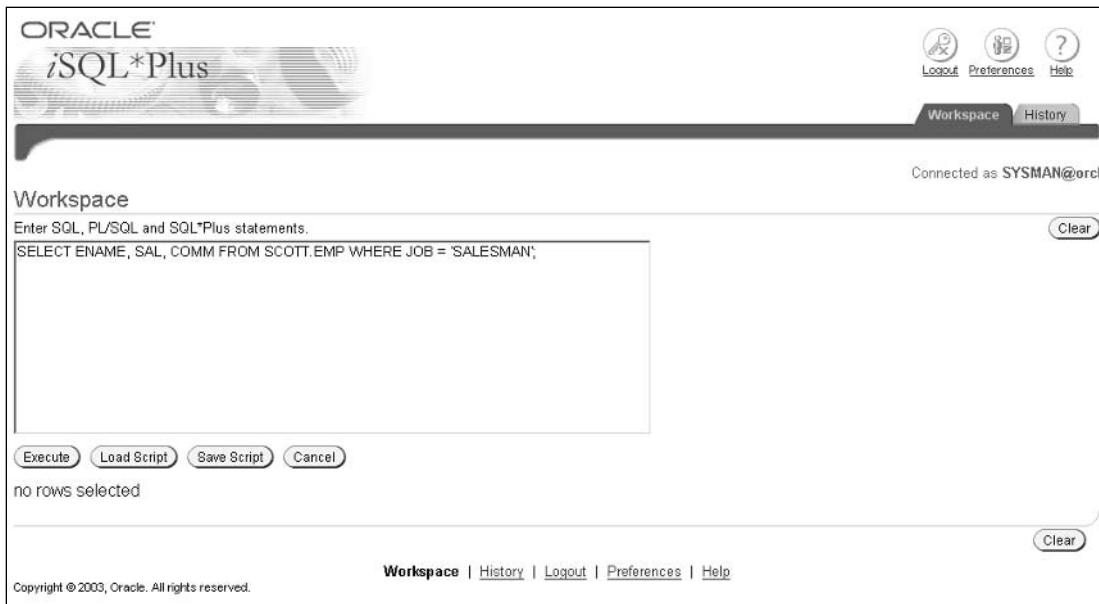 ORACLE
iSQL*Plus
Logout Preferences Help
Workspace History
Connected as SYSMAN@orcl
Workspace
Enter SQL, PL/SQL and SQL*Plus statements.
Clear
SELECT ENAME, SAL, COMM FROM SCOTT.EMP WHERE JOB = 'SALESMAN';
Execute Load Script Save Script Cancel
no rows selected
Clear
Workspace | History | Logout | Preferences | Help
Copyright © 2003, Oracle. All rights reserved.